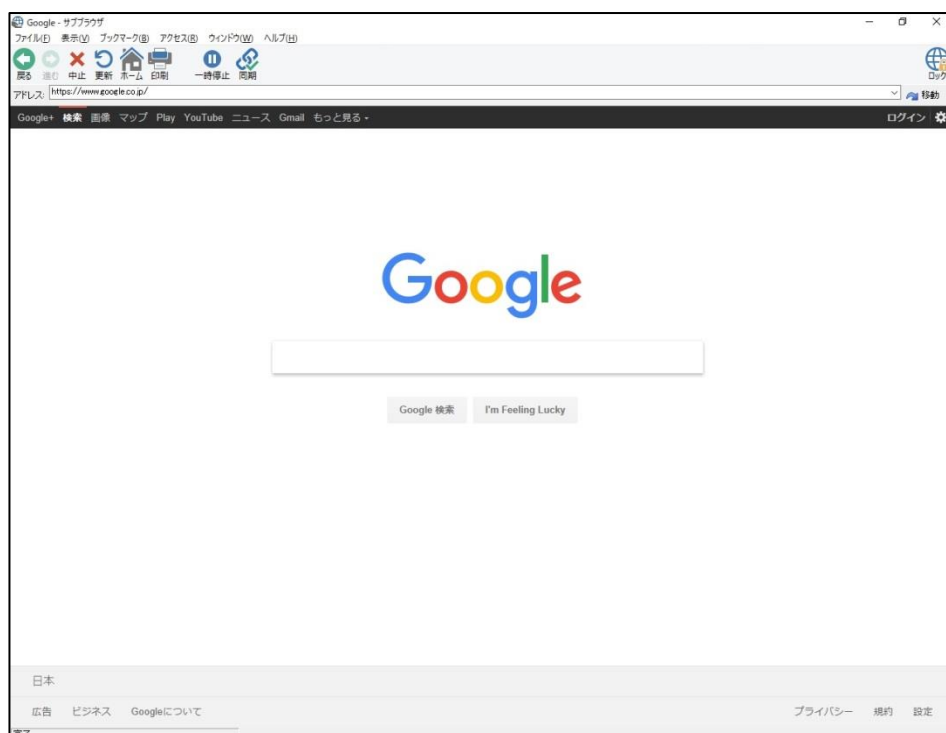 Google - サブブラウザ
ファイル(F) 表示(V) ブックマーク(B) アクセス(R) ウィンドウ(W) ヘルプ(H)
戻る 進む 中止 更新 ホーム 印刷 一時停止 同期 ロック
アドレス: https://www.google.co.jp/ 移動
Google+ 検索 画像 マップ Play YouTube ニュース Gmail もっと見る ログイン
Google
Google 検索 I'm Feeling Lucky
日本
広告 ビジネス Googleについて プライバシー 規約 設定
完了